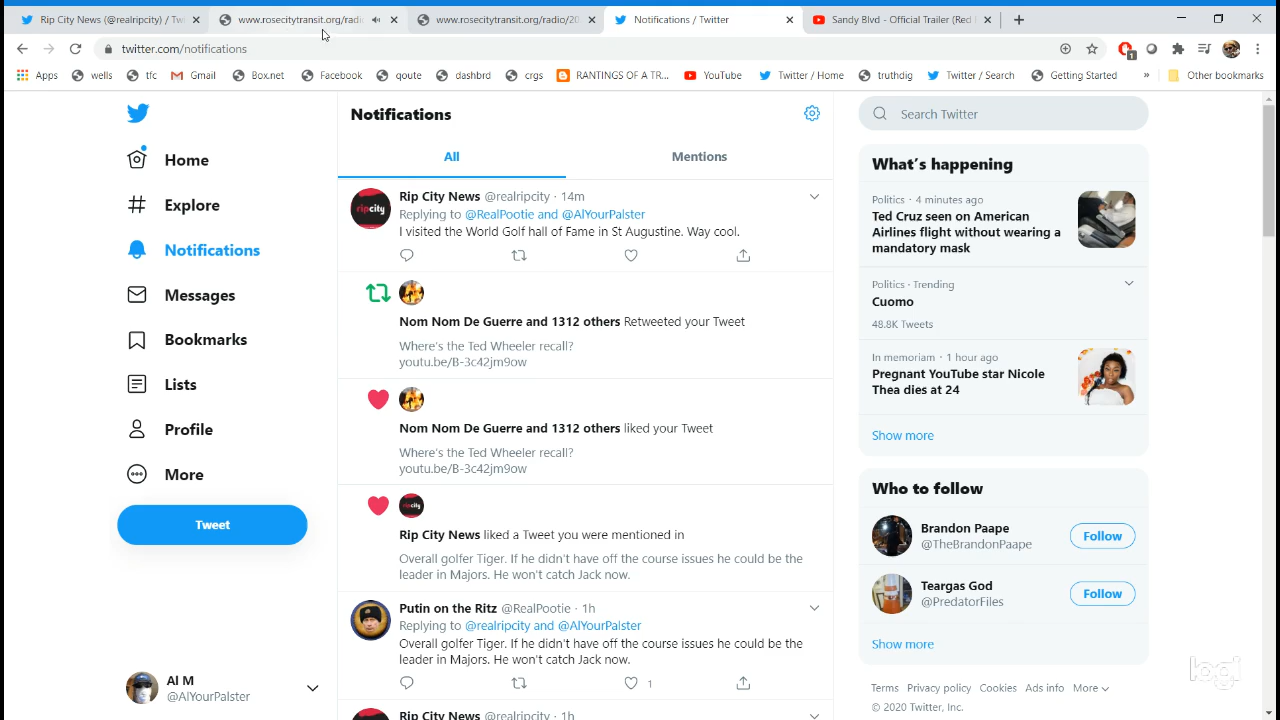 Rip City News (@realripcity) / Twi
www.rosecitytransit.org/radi
www.rosecitytransit.org/radio/20
Notifications / Twitter
Sandy Blvd - Official Trailer (Red
twitter.com/notifications
1
Apps
wells
tfc
Gmail
Box.net
Facebook
qoute
dashbrd
crgs
RANTINGS OF A TR...
YouTube
Twitter / Home
truthdig
Twitter / Search
Getting Started
»
Other bookmarks
Home
Explore
Notifications
Messages
Bookmarks
Lists
Profile
More
Tweet
Al M
@AlYourPalster
Notifications
All
Mentions
ripcity
Rip City News @realripcity · 14m
Replying to @RealPootie and @AlYourPalster
I visited the World Golf hall of Fame in St Augustine. Way cool.
Nom Nom De Guerre and 1312 others Retweeted your Tweet
Where's the Ted Wheeler recall?
youtu.be/B-3c42jm9ow
Nom Nom De Guerre and 1312 others liked your Tweet
Where's the Ted Wheeler recall?
youtu.be/B-3c42jm9ow
ripcity
Rip City News liked a Tweet you were mentioned in
Overall golfer Tiger. If he didn't have off the course issues he could be the
leader in Majors. He won't catch Jack now.
Putin on the Ritz @RealPootie · 1h
Replying to @realripcity and @AlYourPalster
Overall golfer Tiger. If he didn't have off the course issues he could be the
leader in Majors. He won't catch Jack now.
1
Rip City News @realripcity · 1h
Search Twitter
What's happening
Politics · 4 minutes ago
Ted Cruz seen on American
Airlines flight without wearing a
mandatory mask
Politics · Trending
Cuomo
48.8K Tweets
In memoriam · 1 hour ago
Pregnant YouTube star Nicole
Thea dies at 24
Show more
Who to follow
Brandon Paape
@TheBrandonPaape
Follow
Teargas God
@PredatorFiles
Follow
Show more
Terms Privacy policy Cookies Ads info More
© 2020 Twitter, Inc.
logi